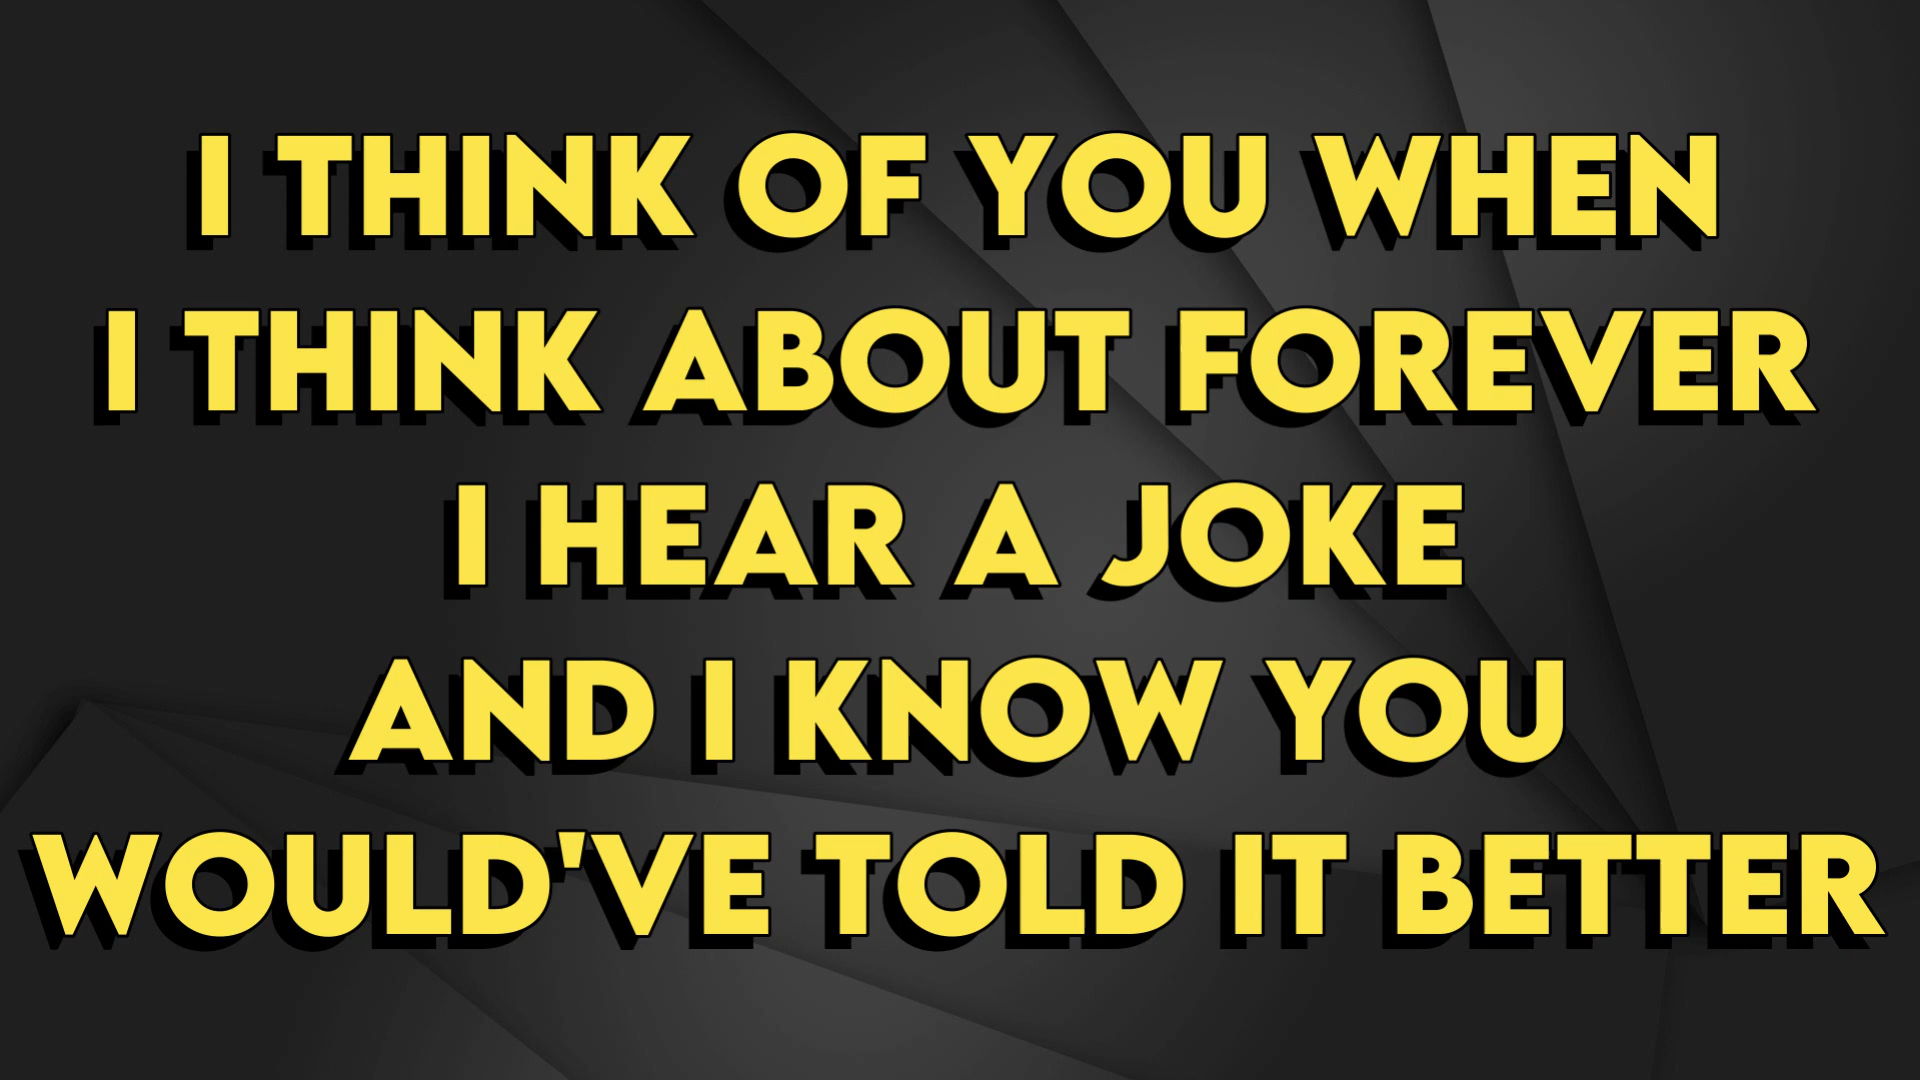 I THINK OF YOU WHEN
I THINK ABOUT FOREVER
I HEAR A JOKE
AND I KNOW YOU
WOULD'VE TOLD IT BETTER